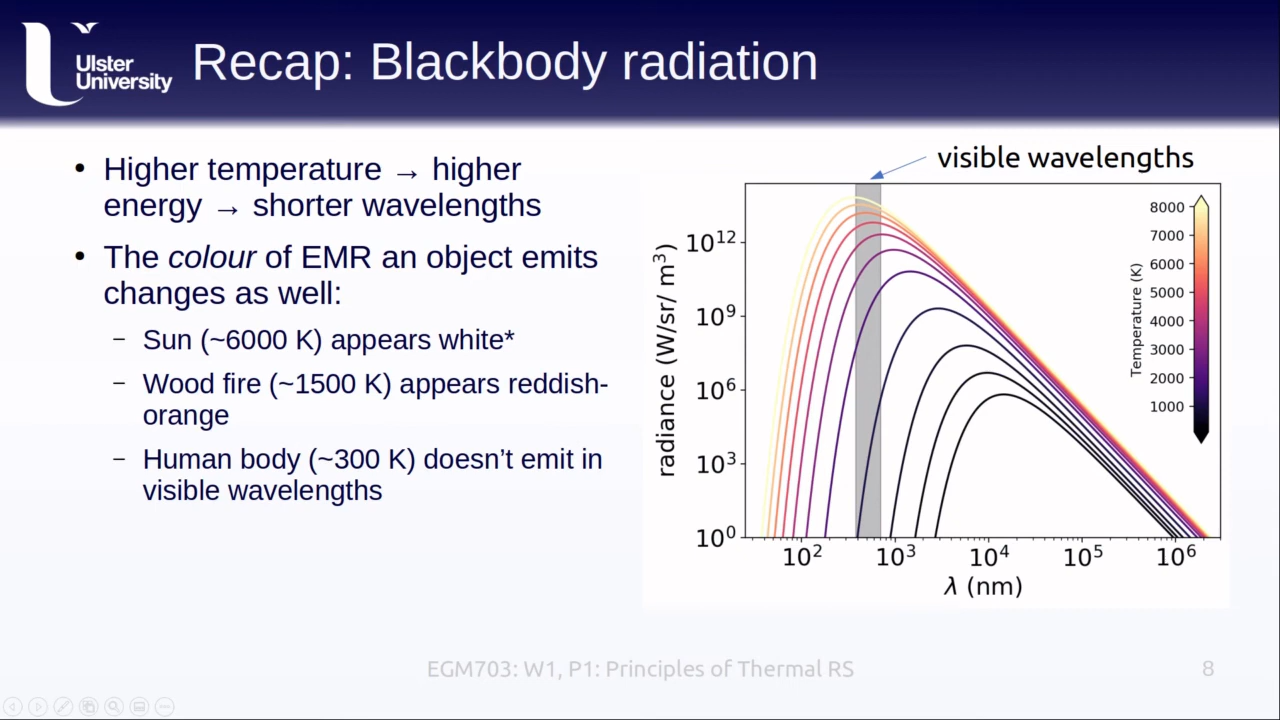 Ulster
University
Recap: Blackbody radiation
• Higher temperature → higher
energy → shorter wavelengths
• The colour of EMR an object emits
changes as well:
– Sun (~6000 K) appears white*
– Wood fire (~1500 K) appears reddish-
orange
– Human body (~300 K) doesn't emit in
visible wavelengths
visible wavelengths
radiance (W/sr/ m³)
10¹²
10⁹
10⁶
10³
10⁰
10² 10³ 10⁴ 10⁵ 10⁶
λ (nm)
Temperature (K)
8000
7000
6000
5000
4000
3000
2000
1000
EGM703: W1, P1: Principles of Thermal RS
8